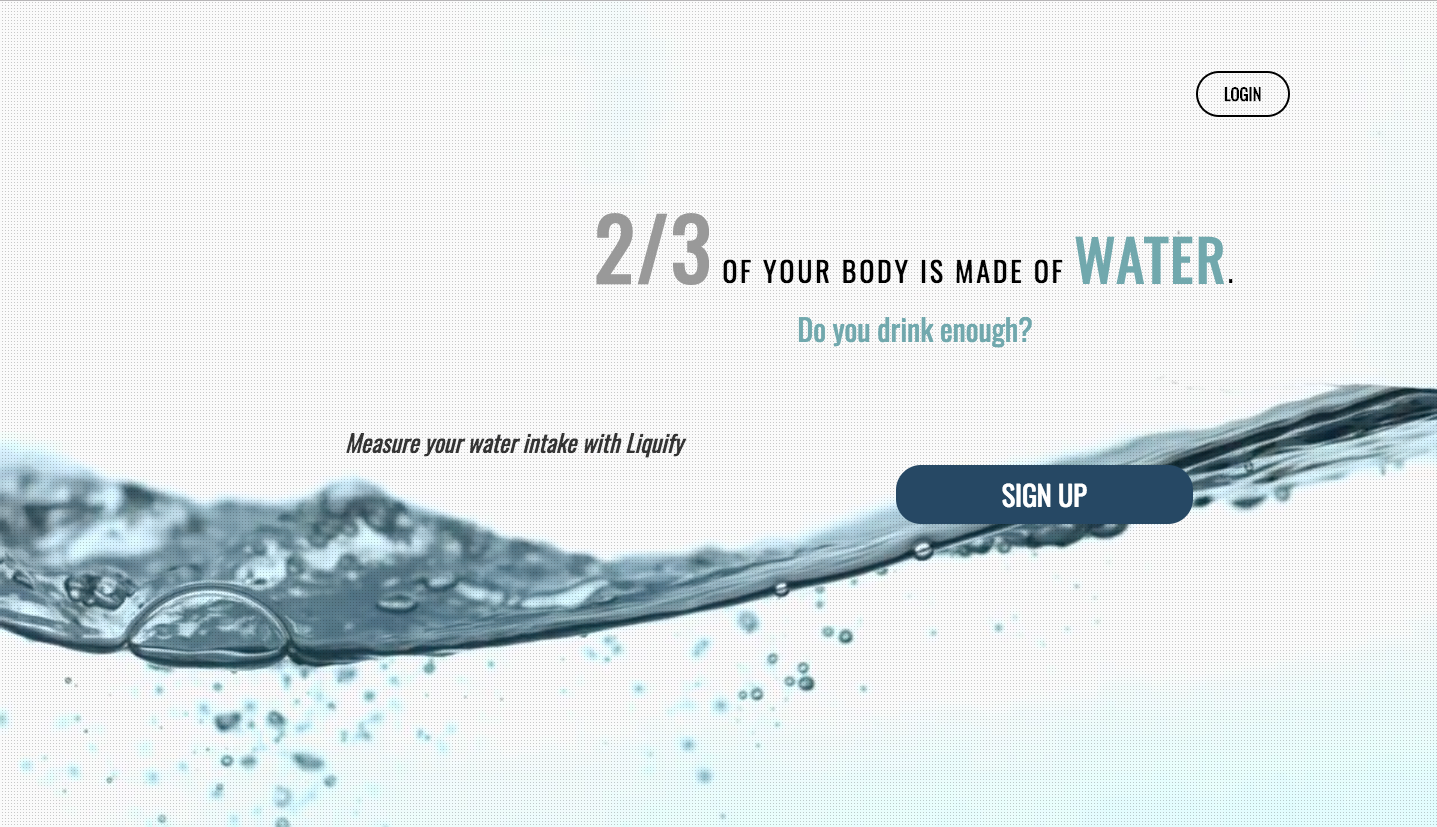 LOGIN
2/3 OF YOUR BODY IS MADE OF WATER.
Do you drink enough?
Measure your water intake with Liquify
SIGN UP